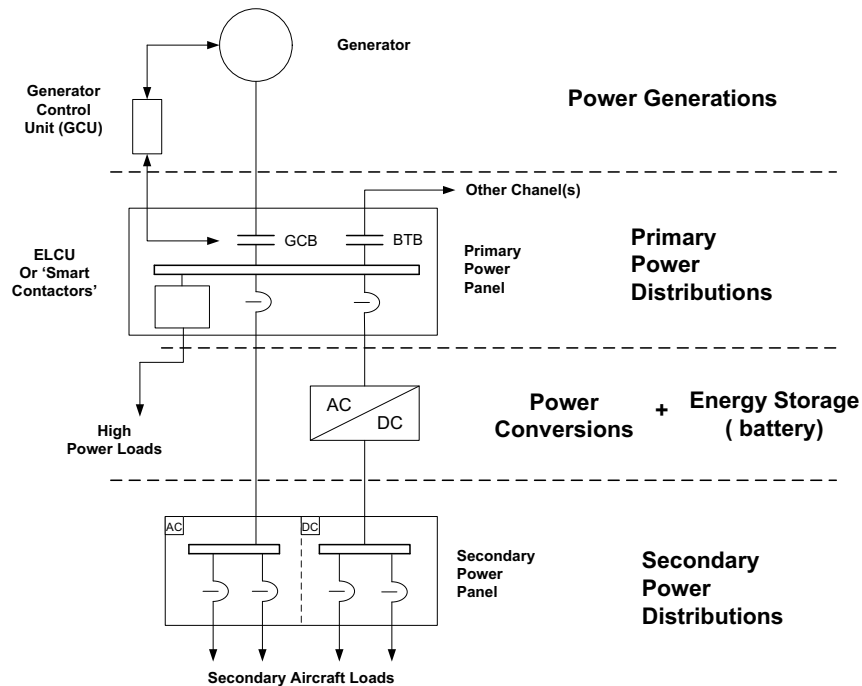 Generator
Generator
Control
Unit (GCU)
Power Generations
Other Chanel(s)
GCB
BTB
ELCU
Or ‘Smart
Contactors’
Primary
Power
Panel
Primary
Power
Distributions
AC
DC
High
Power Loads
Power
Conversions
+
Energy Storage
( battery)
AC
DC
Secondary
Power
Panel
Secondary
Power
Distributions
Secondary Aircraft Loads